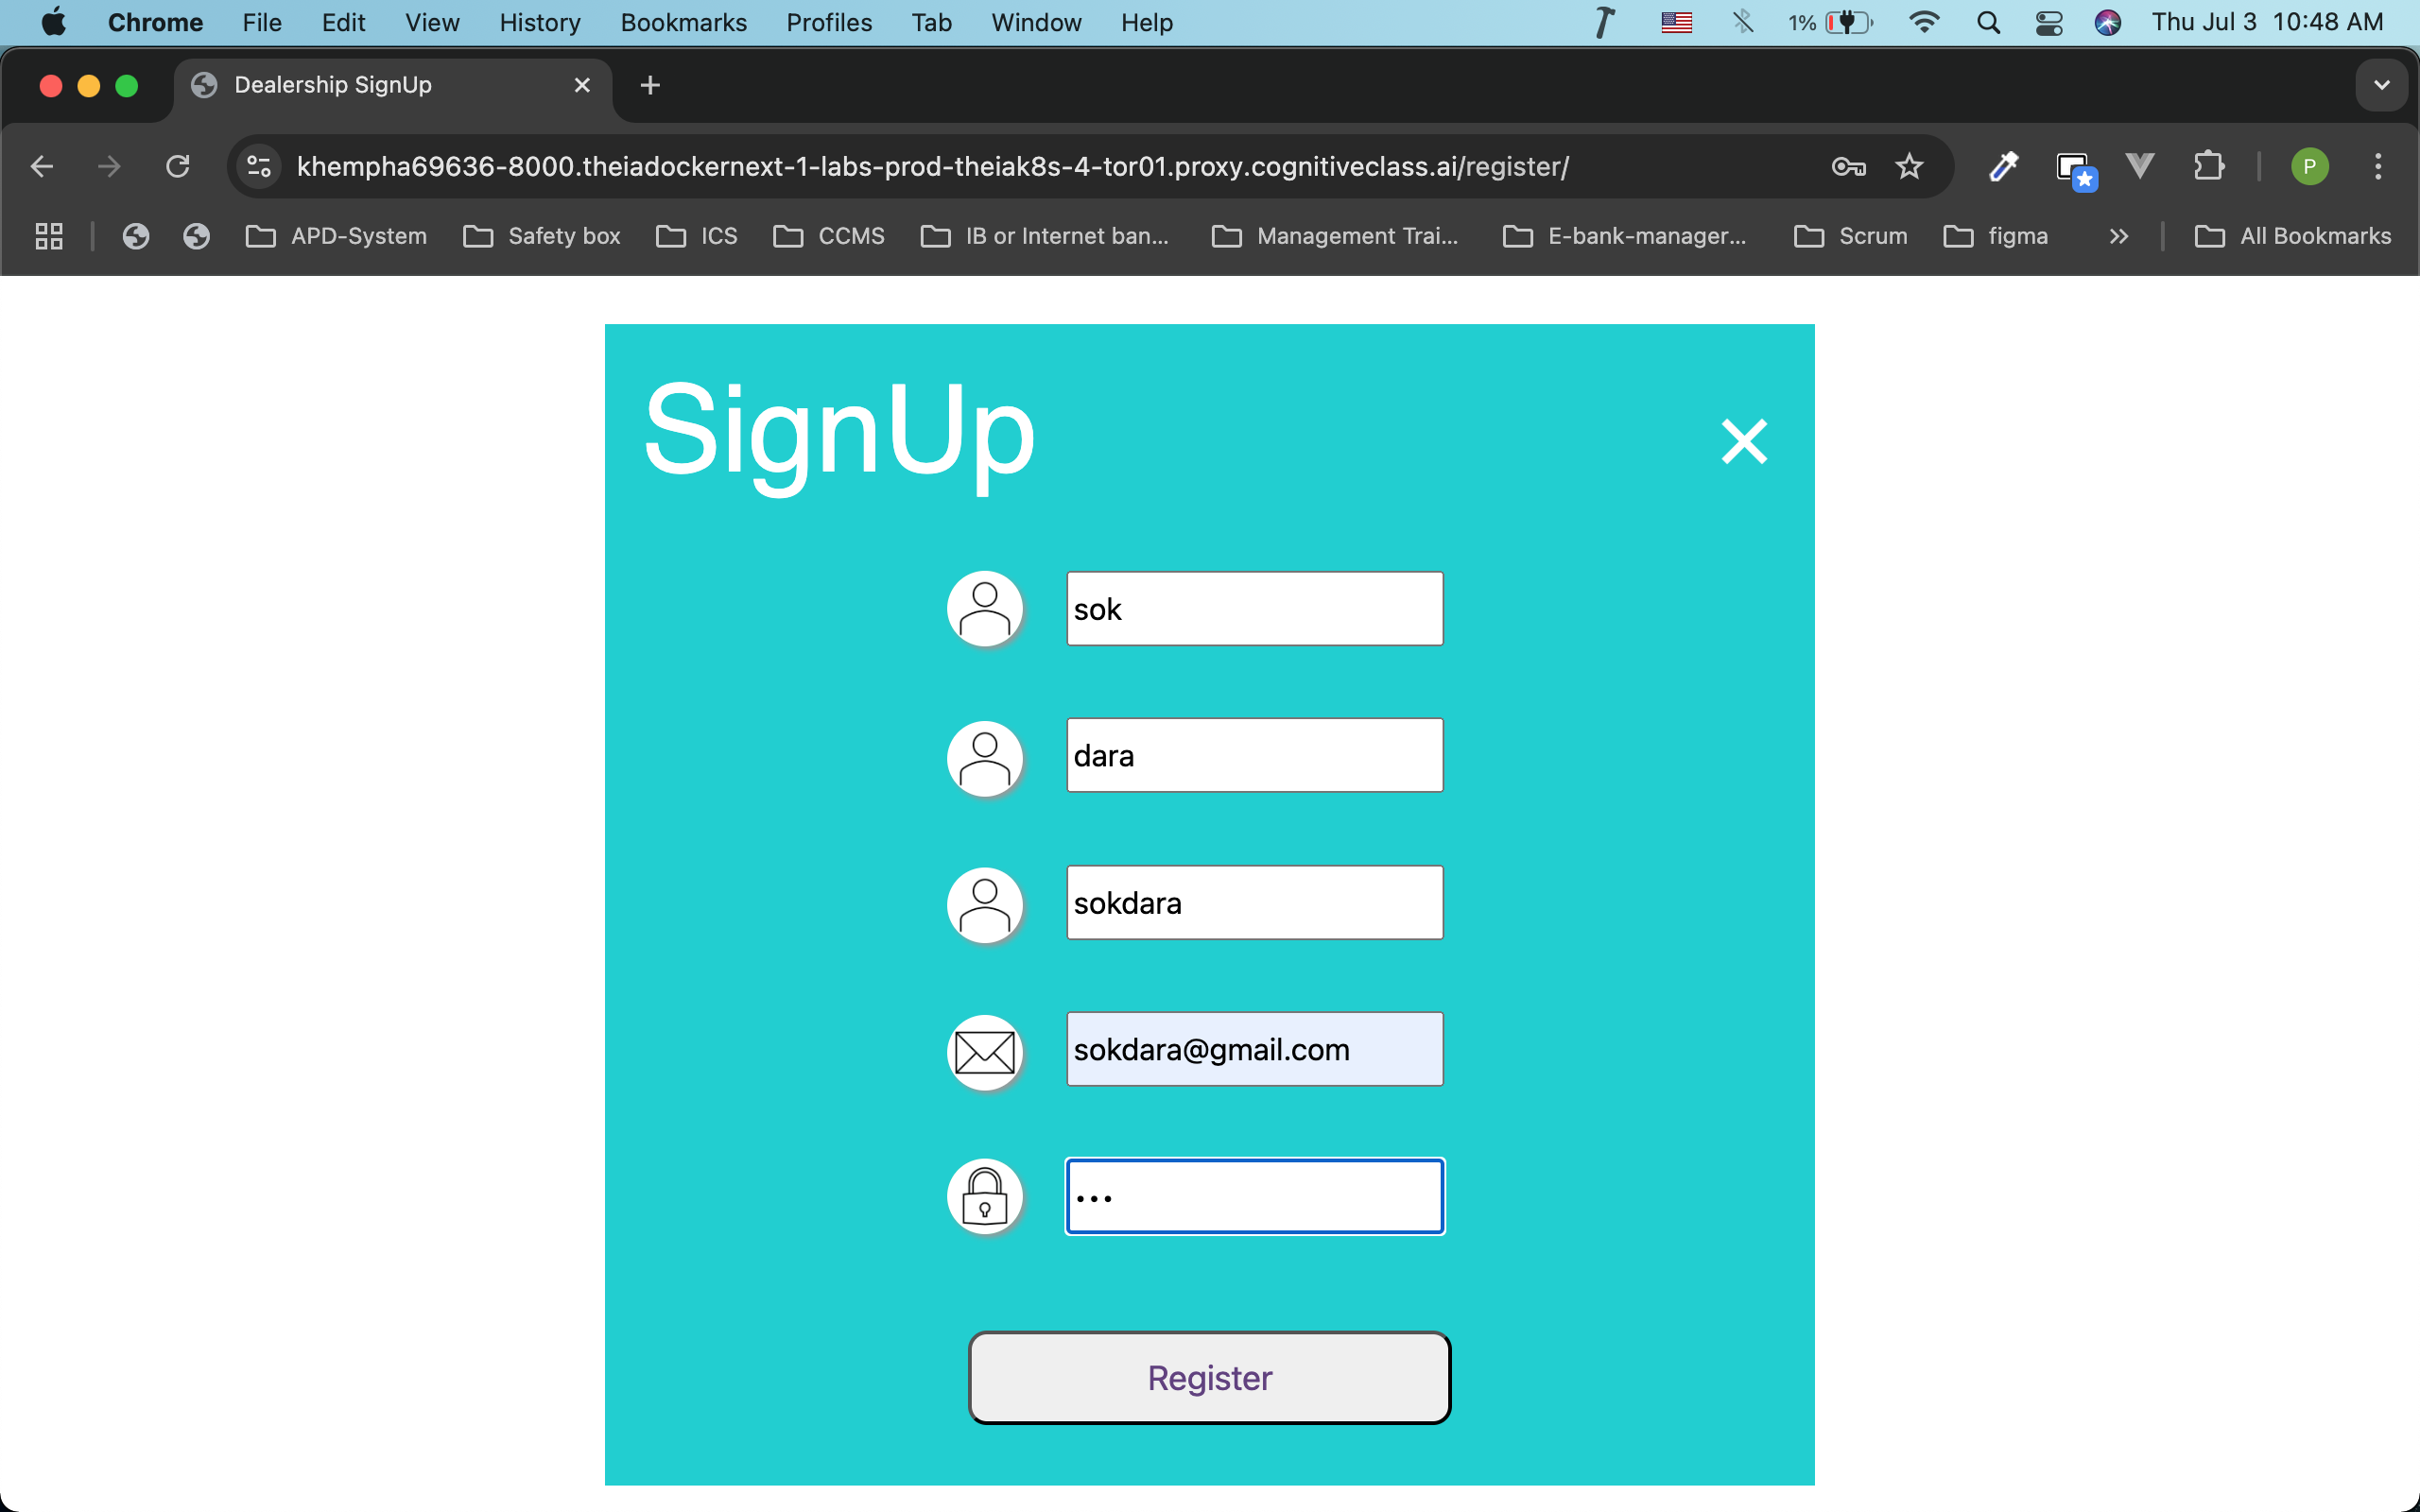 Chrome File Edit View History Bookmarks Profiles Tab Window Help 1% Thu Jul 3 10:48 AM
Dealership SignUp
khempha69636-8000.theiadockernext-1-labs-prod-theiak8s-4-tor01.proxy.cognitiveclass.ai/register/ P
APD-System Safety box ICS CCMS IB or Internet ban... Management Trai... E-bank-manager... Scrum figma All Bookmarks
SignUp
sok
dara
sokdara
sokdara@gmail.com
Register